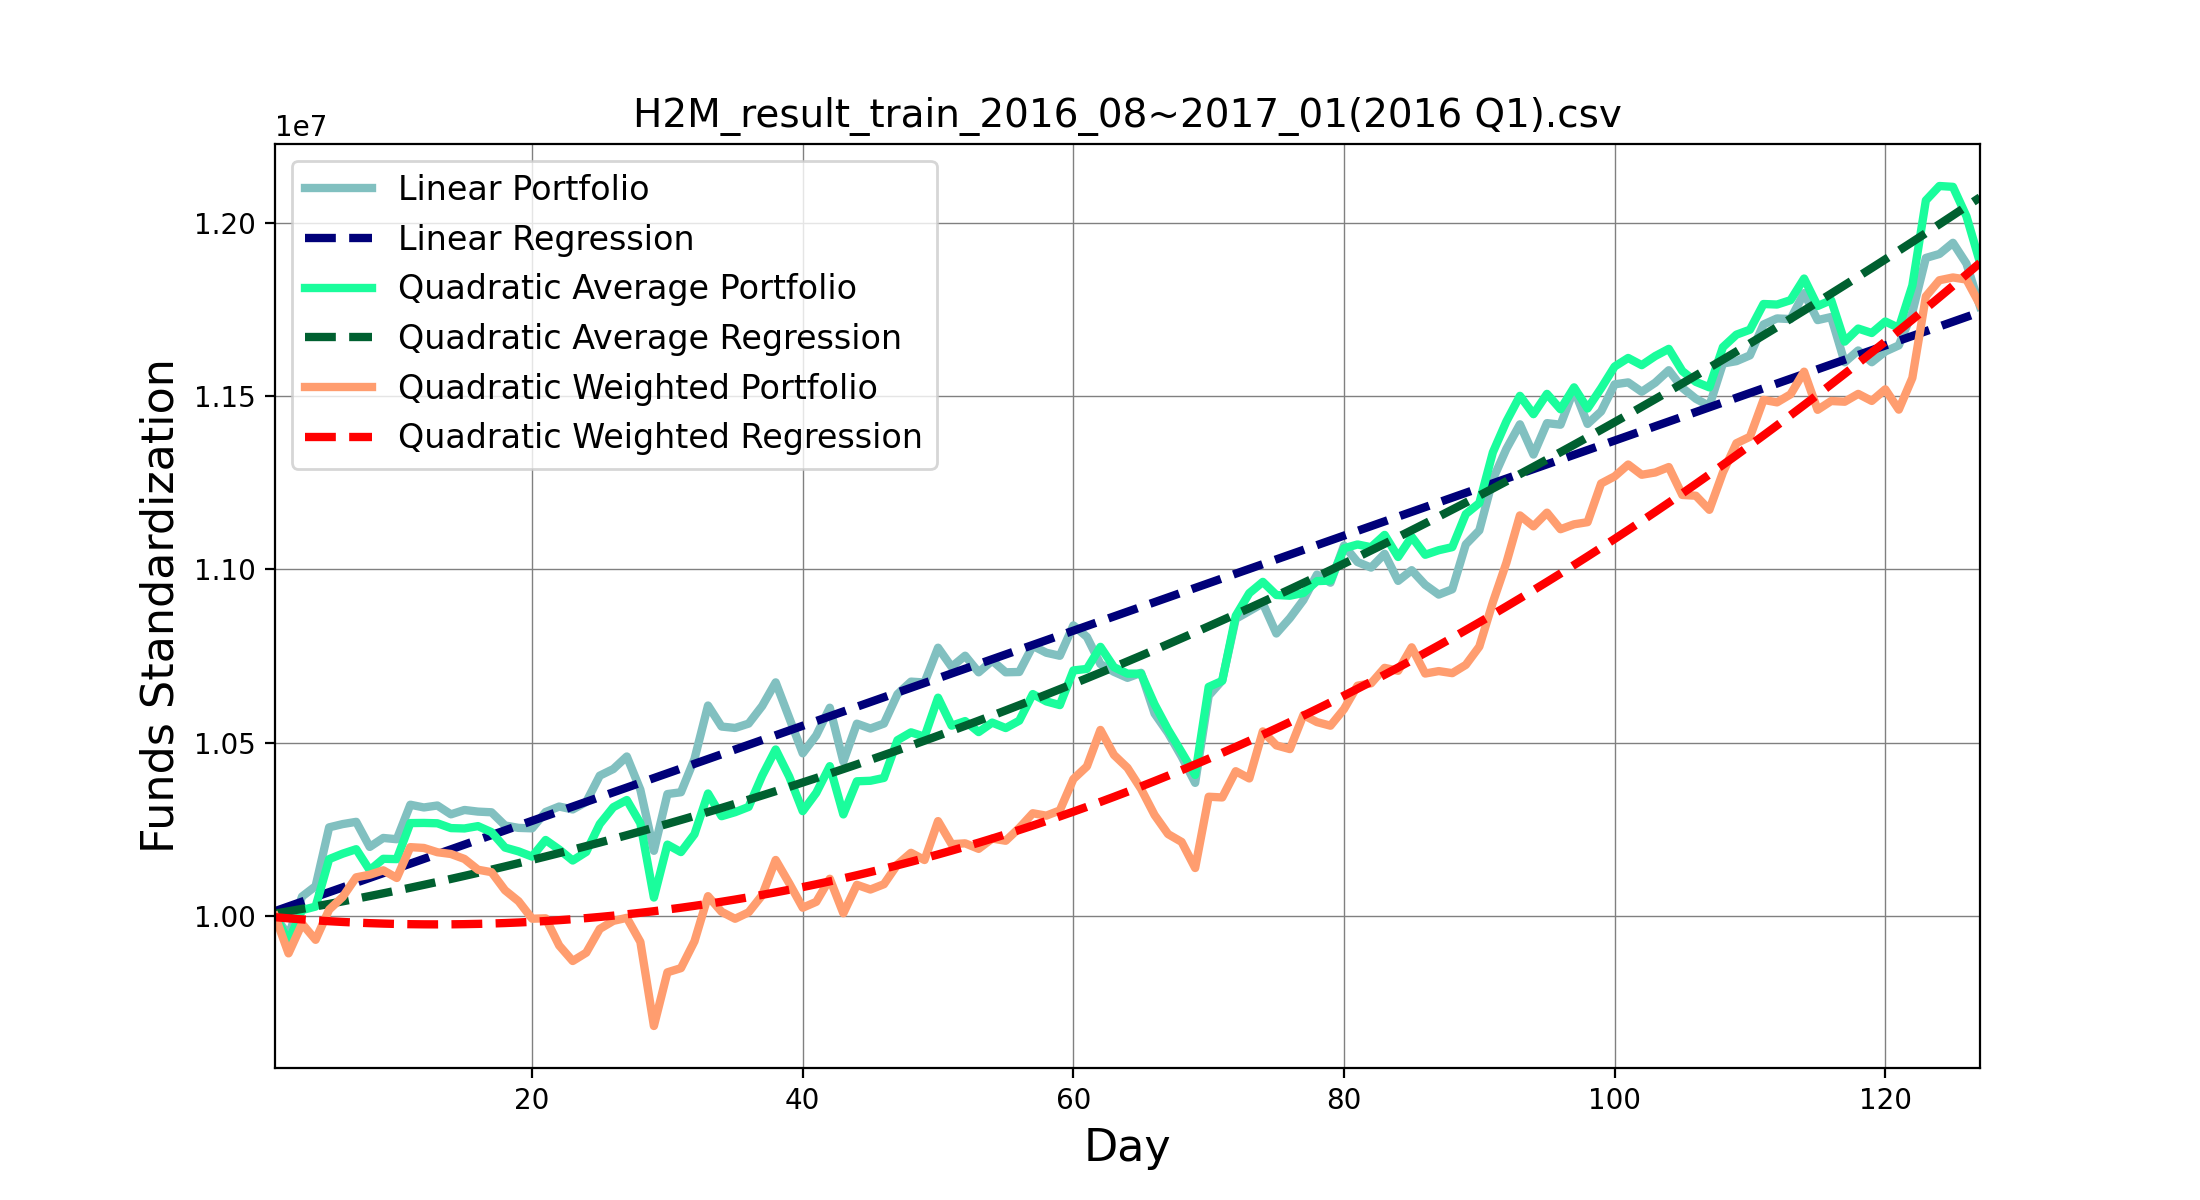 H2M_result_train_2016_08~2017_01(2016 Q1).csv
1e7
Linear Portfolio
Linear Regression
Quadratic Average Portfolio
Quadratic Average Regression
Quadratic Weighted Portfolio
Quadratic Weighted Regression
Funds Standardization
1.20
1.15
1.10
1.05
1.00
20 40 60 80 100 120
Day